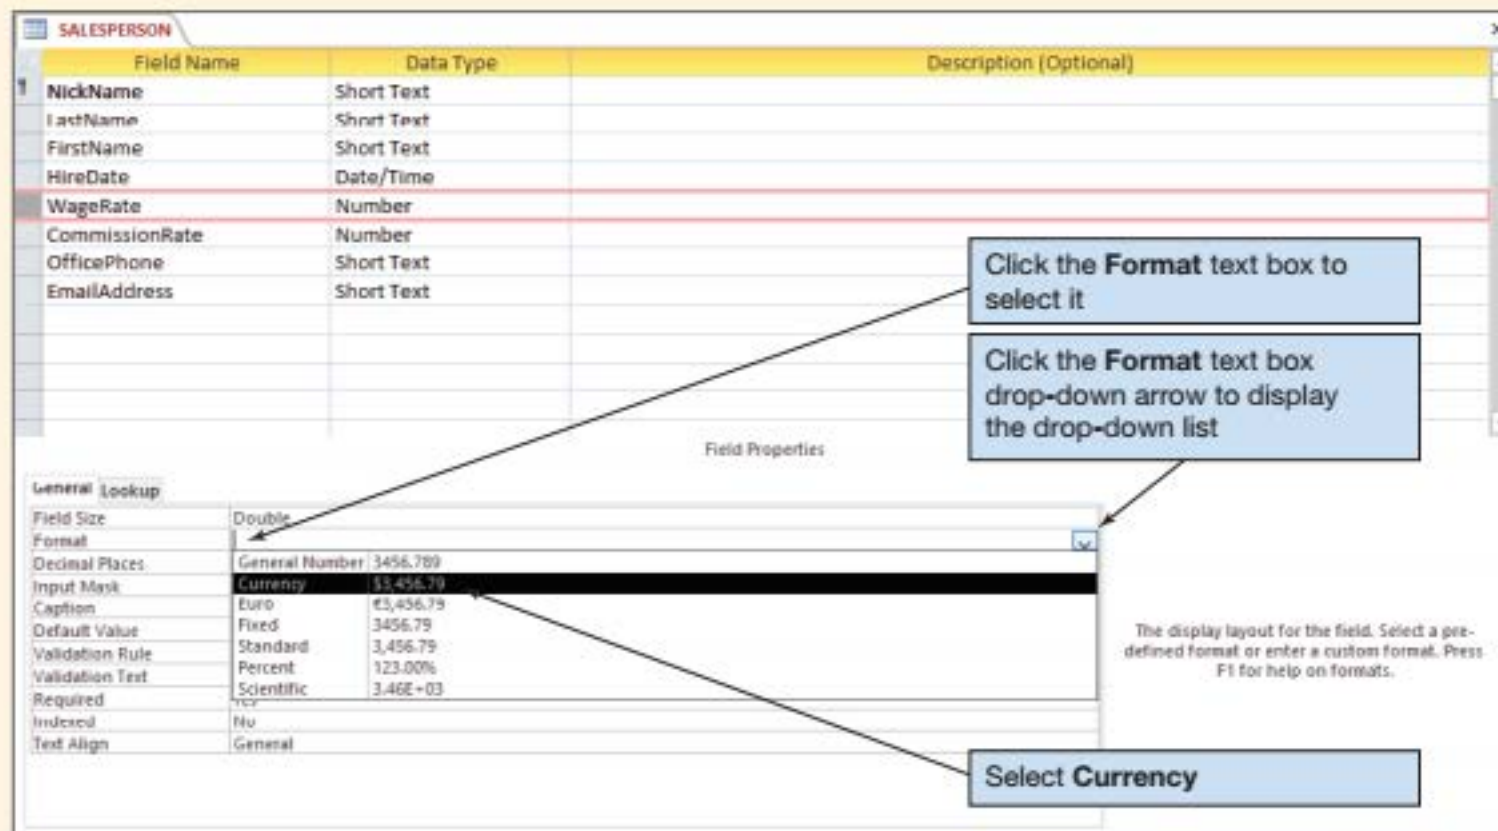 SALESPERSON
Field Name Data Type Description (Optional)
NickName Short Text
LastName Short Text
FirstName Short Text
HireDate Date/Time
WageRate Number
CommissionRate Number
OfficePhone Short Text
EmailAddress Short Text
Click the Format text box to
select it
Click the Format text box
drop-down arrow to display
the drop-down list
Field Properties
General Lookup
Field Size Double
Format
Decimal Places General Number 3456.789
Input Mask Currency $3,456.79
Caption Euro €3,456.79
Default Value Fixed 3456.79
Validation Rule Standard 3,456.79
Validation Text Percent 123.00%
Scientific 3.46E+03
Required Yes
Indexed No
Text Align General
The display layout for the field. Select a pre-
defined format or enter a custom format. Press
F1 for help on formats.
Select Currency